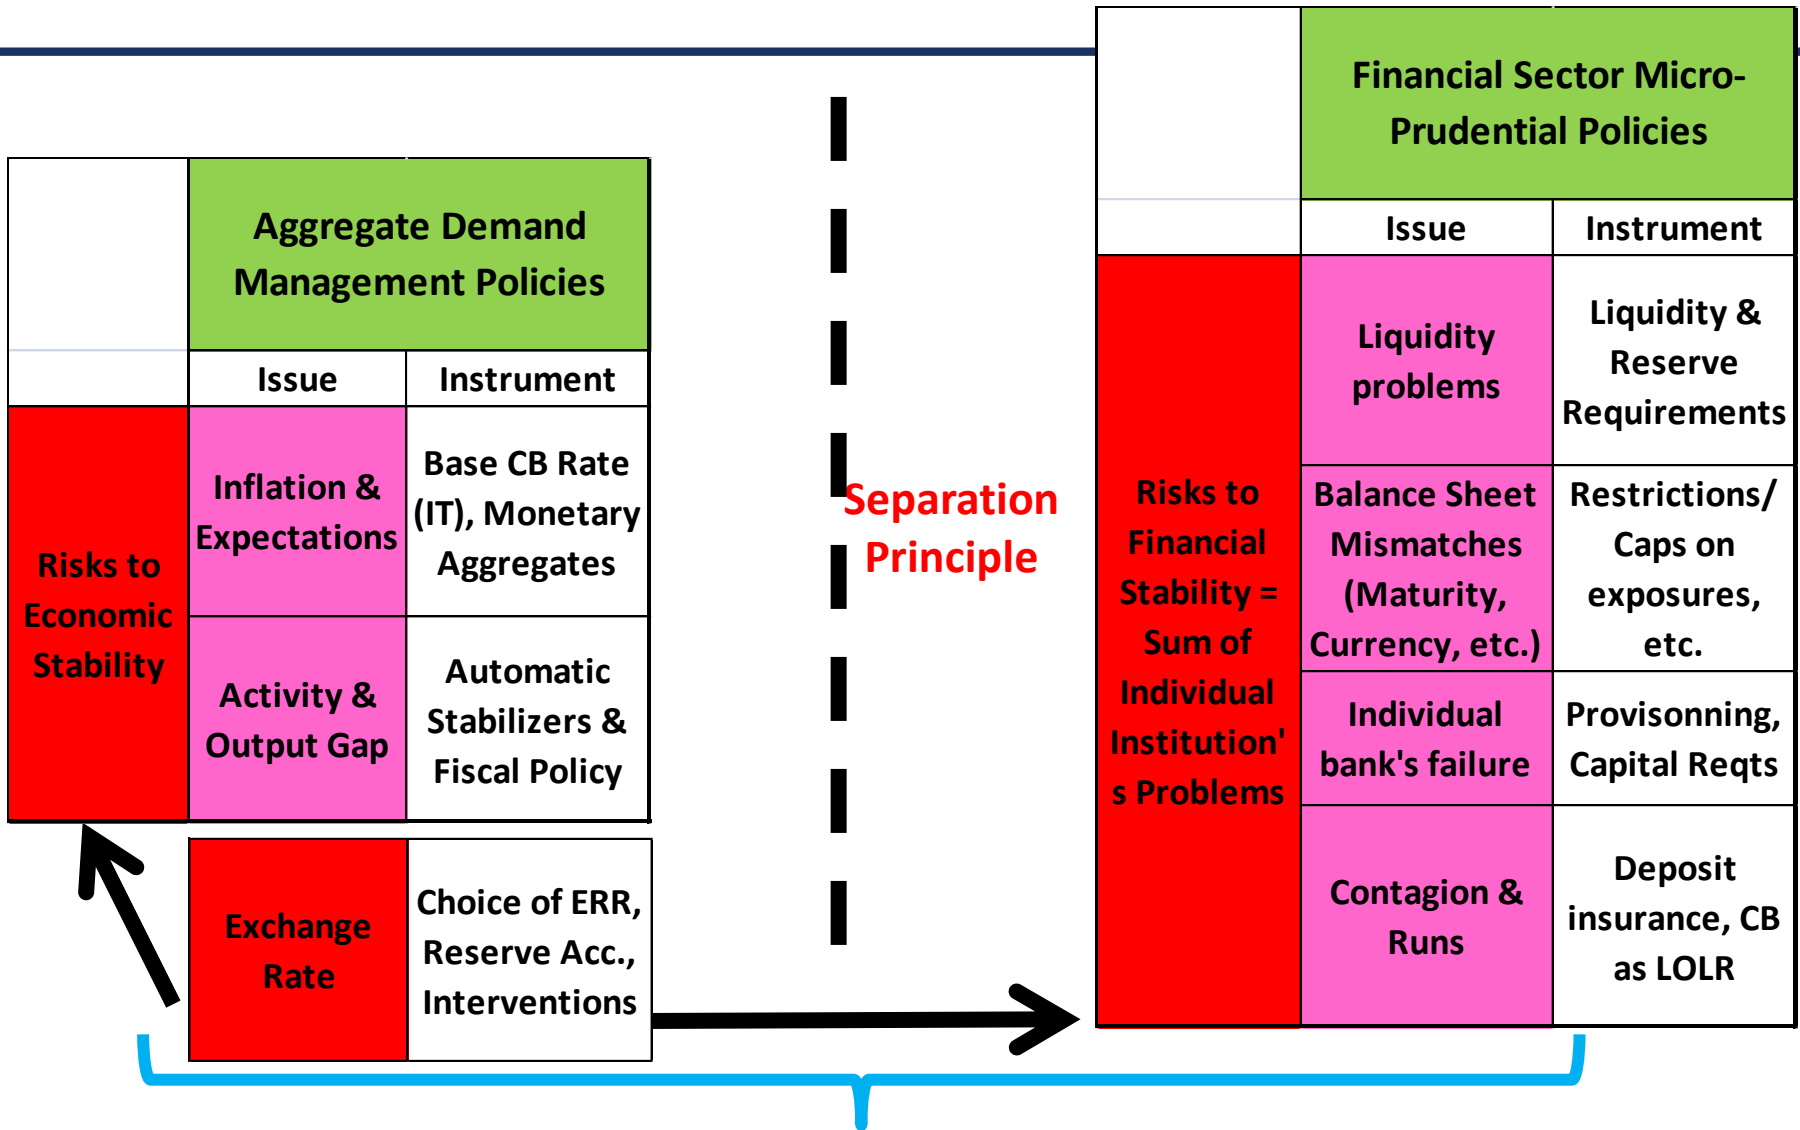 Aggregate Demand
Management Policies
Issue
Instrument
Risks to
Economic
Stability
Inflation &
Expectations
Base CB Rate
(IT), Monetary
Aggregates
Activity &
Output Gap
Automatic
Stabilizers &
Fiscal Policy
Exchange
Rate
Choice of ERR,
Reserve Acc.,
Interventions
Separation
Principle
Financial Sector Micro-
Prudential Policies
Issue
Instrument
Risks to
Financial
Stability =
Sum of
Individual
Institution'
s Problems
Liquidity
problems
Liquidity &
Reserve
Requirements
Balance Sheet
Mismatches
(Maturity,
Currency, etc.)
Restrictions/
Caps on
exposures,
etc.
Individual
bank's failure
Provisonning,
Capital Reqts
Contagion &
Runs
Deposit
insurance, CB
as LOLR